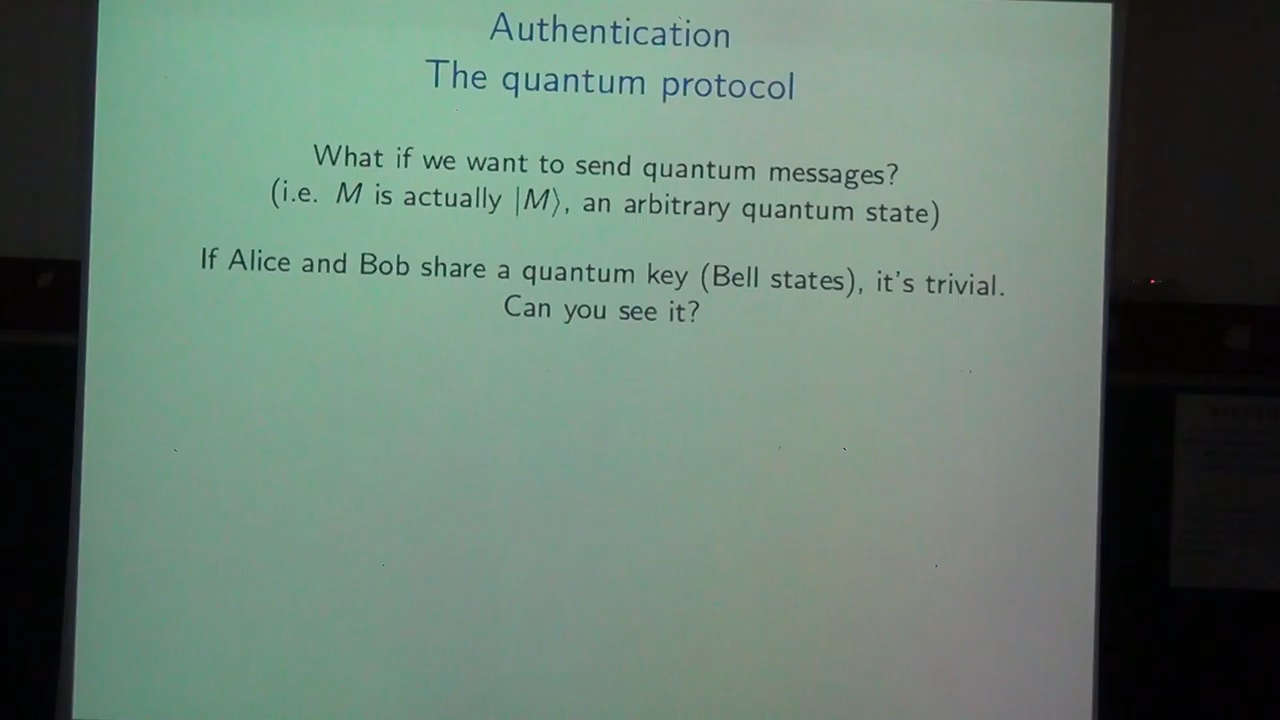 Authentication
The quantum protocol
What if we want to send quantum messages?
(i.e. M is actually |M⟩, an arbitrary quantum state)
If Alice and Bob share a quantum key (Bell states), it's trivial.
Can you see it?